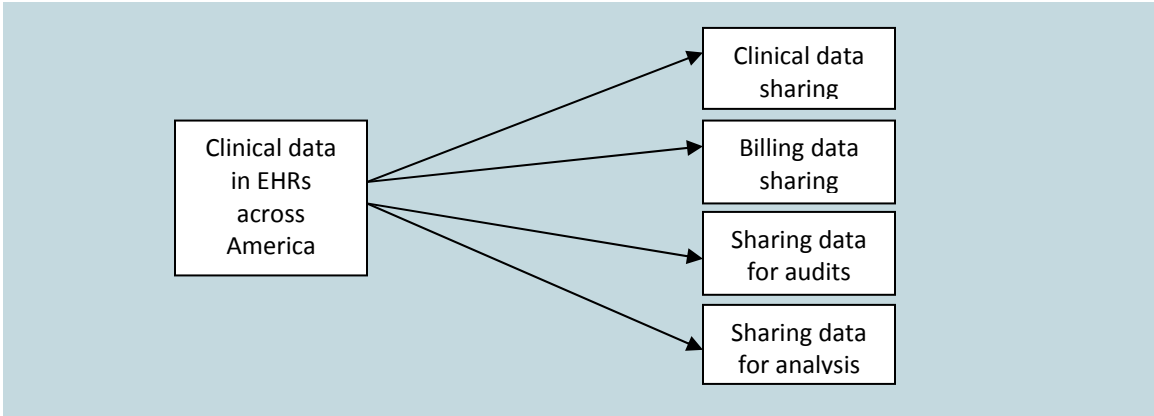 Clinical data
in EHRs
across
America
Clinical data
sharing
Billing data
sharing
Sharing data
for audits
Sharing data
for analysis